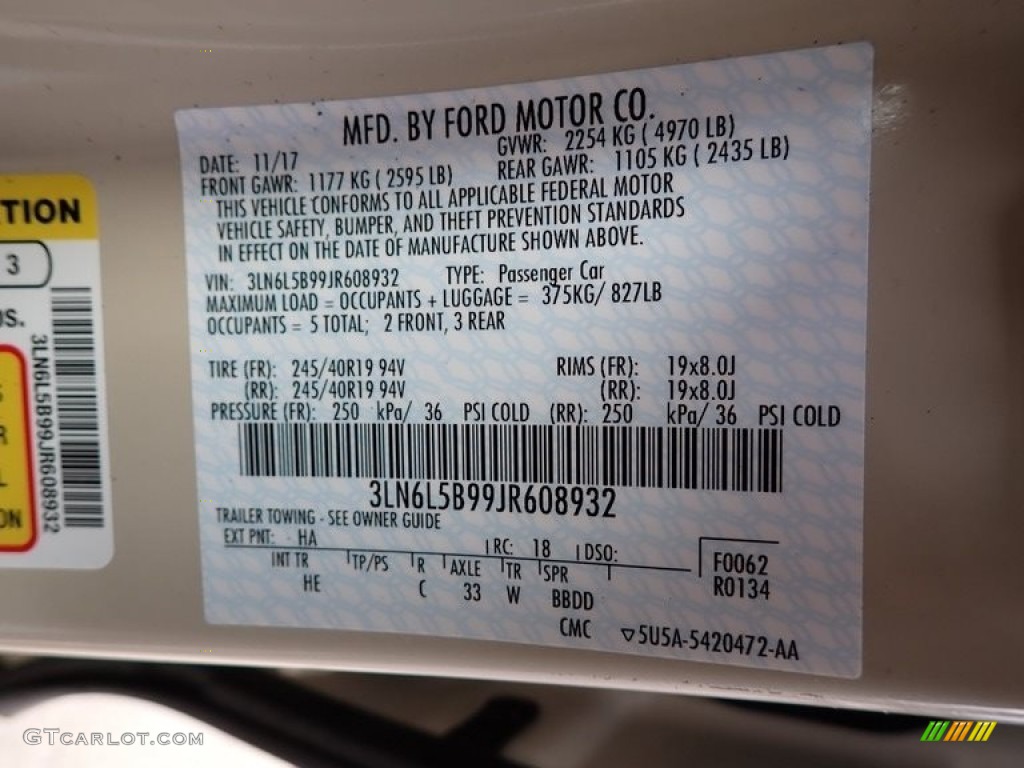 MFD. BY FORD MOTOR CO.
DATE: 11/17 GVWR: 2254 KG ( 4970 LB)
FRONT GAWR: 1177 KG ( 2595 LB) REAR GAWR: 1105 KG ( 2435 LB)
THIS VEHICLE CONFORMS TO ALL APPLICABLE FEDERAL MOTOR
VEHICLE SAFETY, BUMPER, AND THEFT PREVENTION STANDARDS
IN EFFECT ON THE DATE OF MANUFACTURE SHOWN ABOVE.
VIN: 3LN6L5B99JR608932 TYPE: Passenger Car
MAXIMUM LOAD = OCCUPANTS + LUGGAGE = 375KG/ 827LB
OCCUPANTS = 5 TOTAL; 2 FRONT, 3 REAR
TIRE (FR): 245/40R19 94V RIMS (FR): 19x8.0J
(RR): 245/40R19 94V (RR): 19x8.0J
PRESSURE (FR): 250 kPa/ 36 PSI COLD (RR): 250 kPa/ 36 PSI COLD
3LN6L5B99JR608932
TRAILER TOWING - SEE OWNER GUIDE
EXT PNT: HA RC: 18 DSO: F0062
INT TR TP/PS R AXLE TR SPR R0134
HE C 33 W BBDD
CMC ▽5U5A-5420472-AA
TION
3
S.
3LN6L5B99JR608932
S
R
L
ON
GTCarlot.com